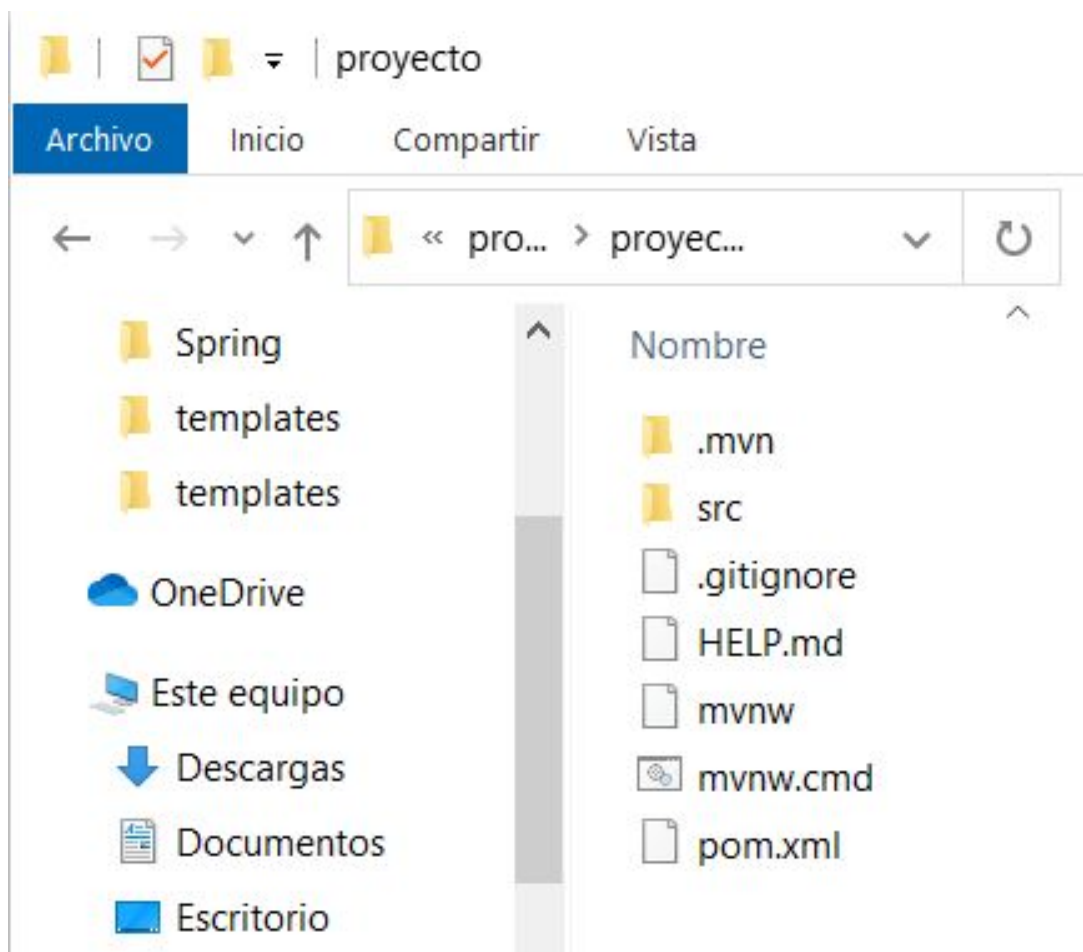 proyecto
Archivo Inicio Compartir Vista
« pro... > proyec...
Spring
templates
templates
OneDrive
Este equipo
Descargas
Documentos
Escritorio
Nombre
.mvn
src
.gitignore
HELP.md
mvnw
mvnw.cmd
pom.xml